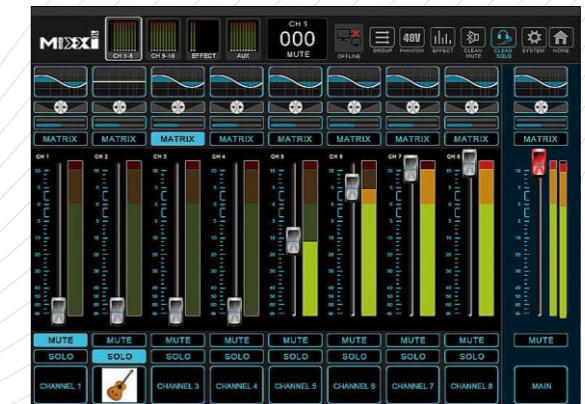 CH 1
MiXXi
000
48V
CH 1-8 CH 9-16 EFFECT AUX MUTE OFFLINE GROUP PHANTOM EFFECT CLEAN MUTE CLEAN SOLO SYSTEM HOME
MATRIX MATRIX MATRIX MATRIX MATRIX MATRIX MATRIX MATRIX MATRIX
CH 1 CH 2 CH 3 CH 4 CH 5 CH 6 CH 7 CH 8
MUTE MUTE MUTE MUTE MUTE MUTE MUTE MUTE MUTE
SOLO SOLO SOLO SOLO SOLO SOLO SOLO SOLO
CHANNEL 1 CHANNEL 3 CHANNEL 4 CHANNEL 5 CHANNEL 6 CHANNEL 7 CHANNEL 8 MAIN